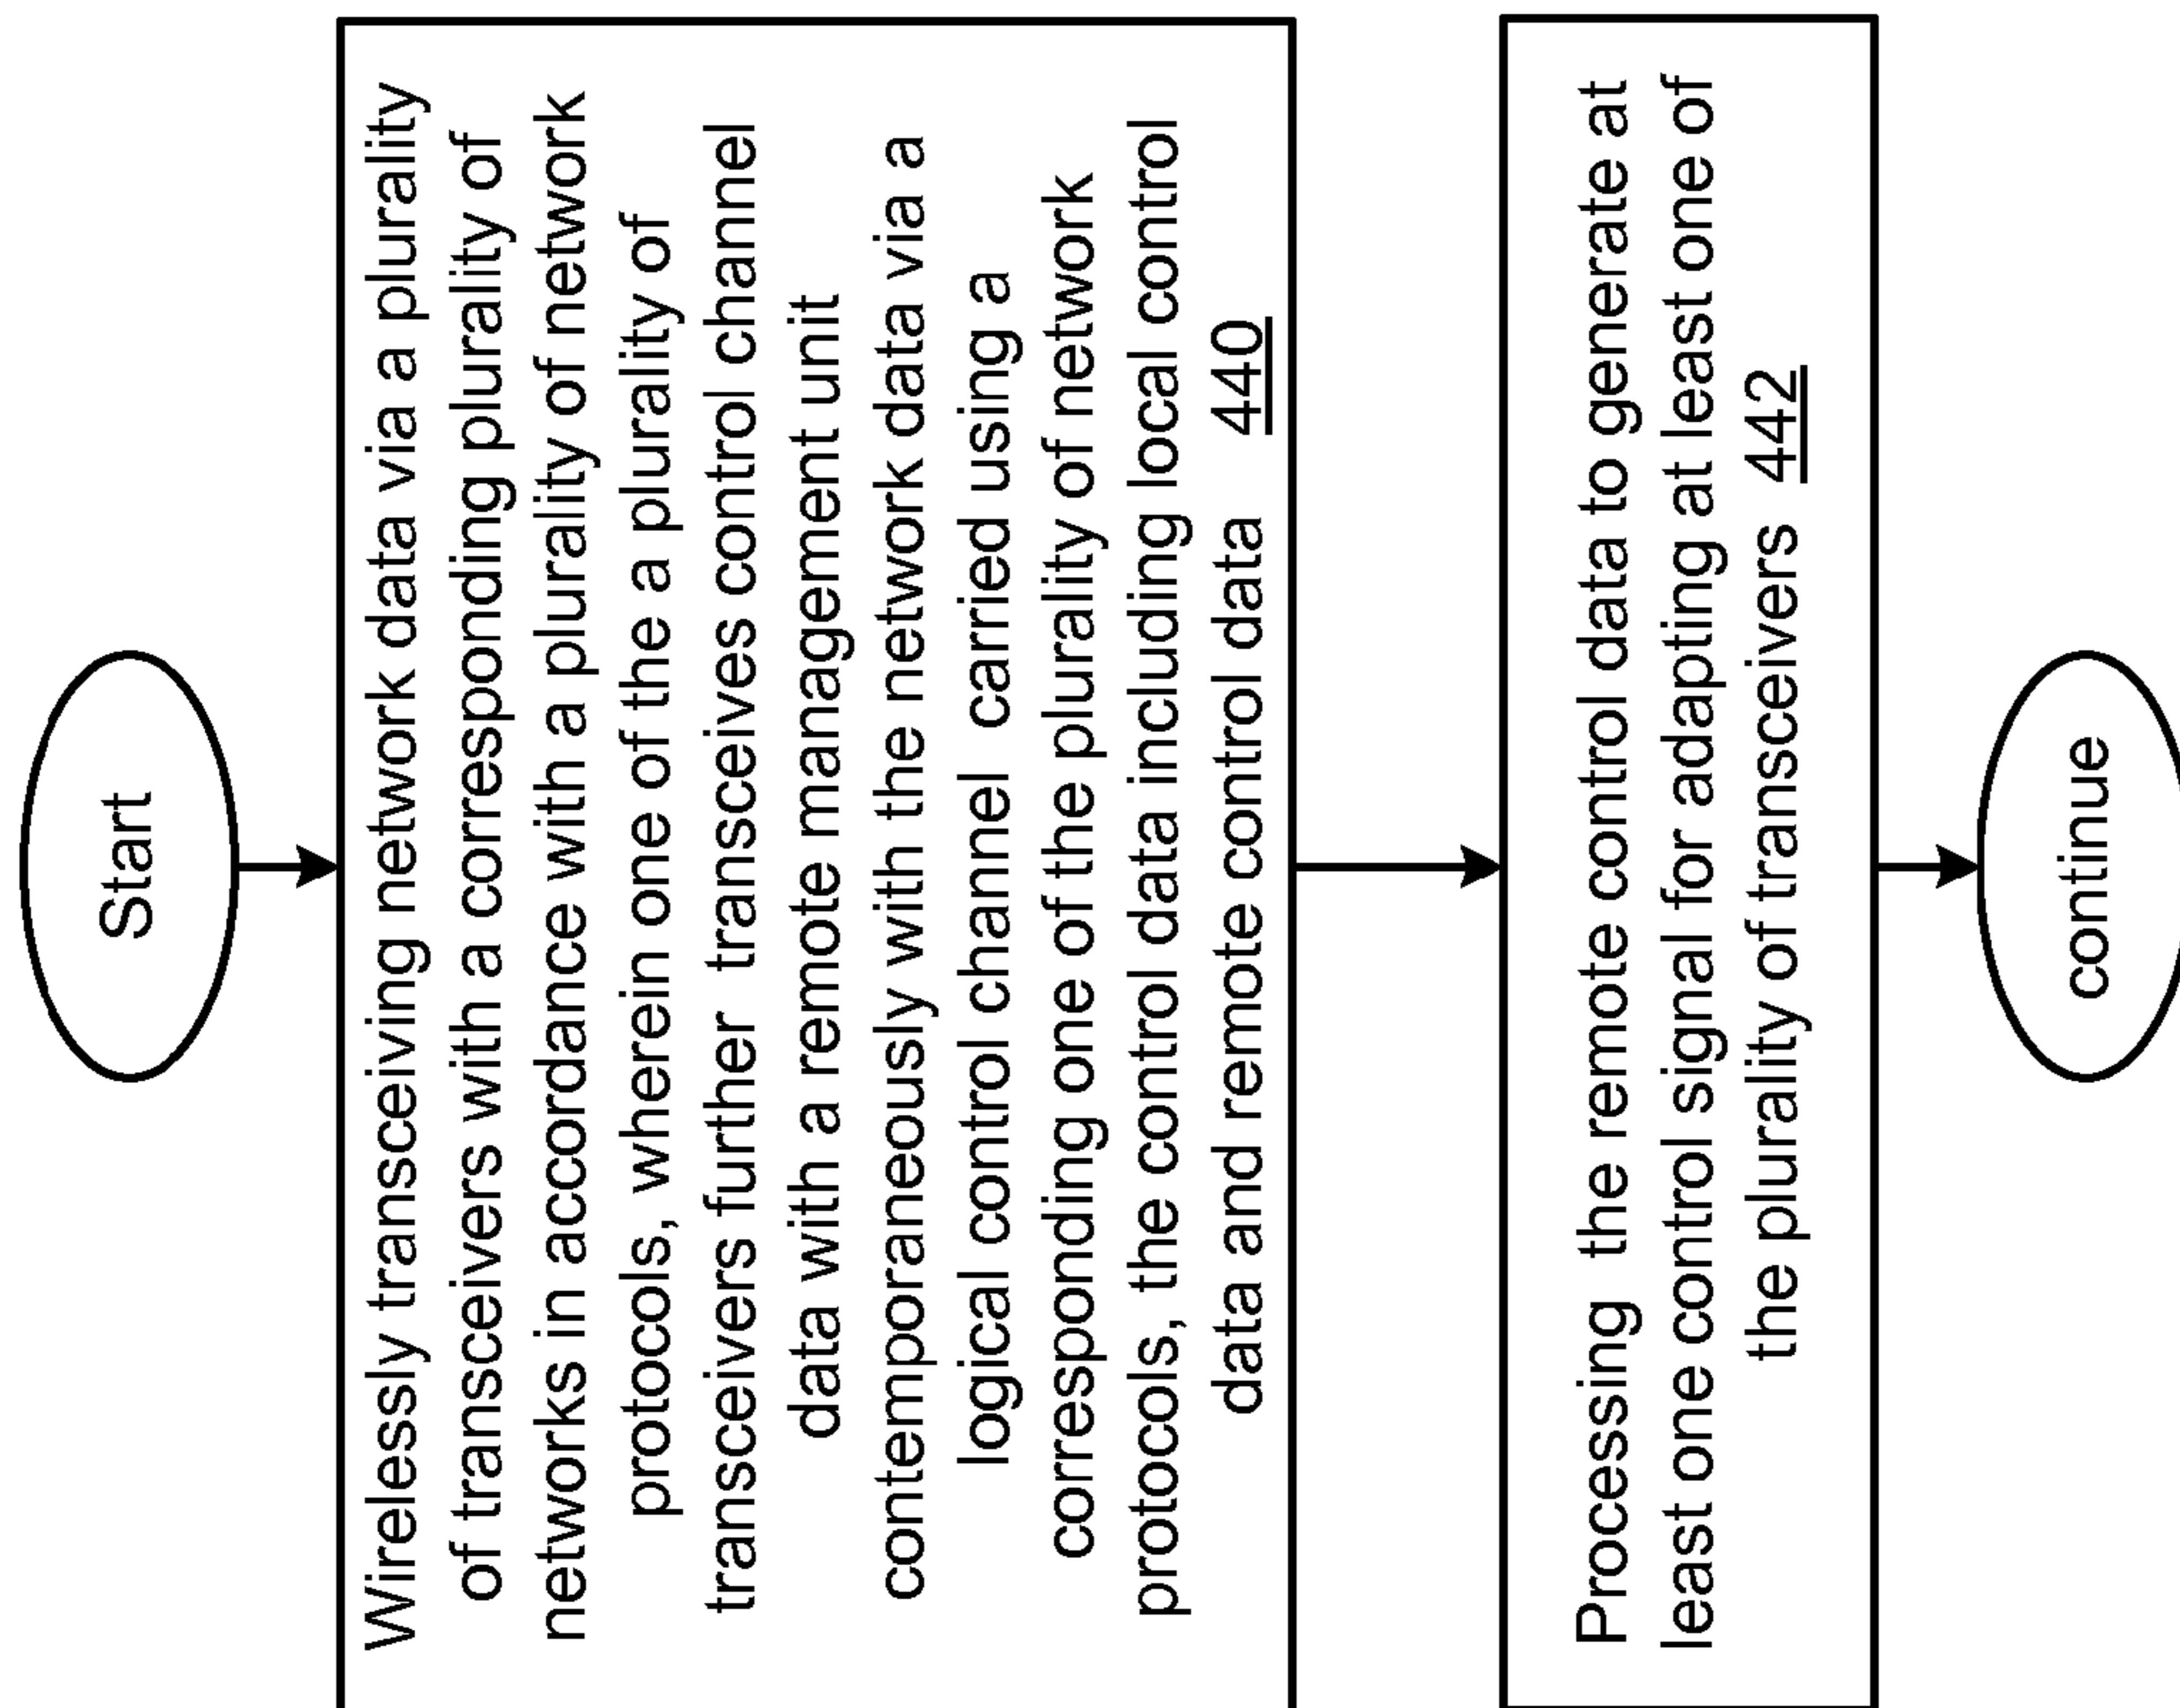 Start
Wirelessly transceiving network data via a plurality
of transceivers with a corresponding plurality of
networks in accordance with a plurality of network
protocols, wherein one of the a plurality of
transceivers further transceives control channel
data with a remote management unit
contemporaneously with the network data via a
logical control channel carried using a
corresponding one of the plurality of network
protocols, the control data including local control
data and remote control data 440
Processing the remote control data to generate at
least one control signal for adapting at least one of
the plurality of transceivers 442
continue